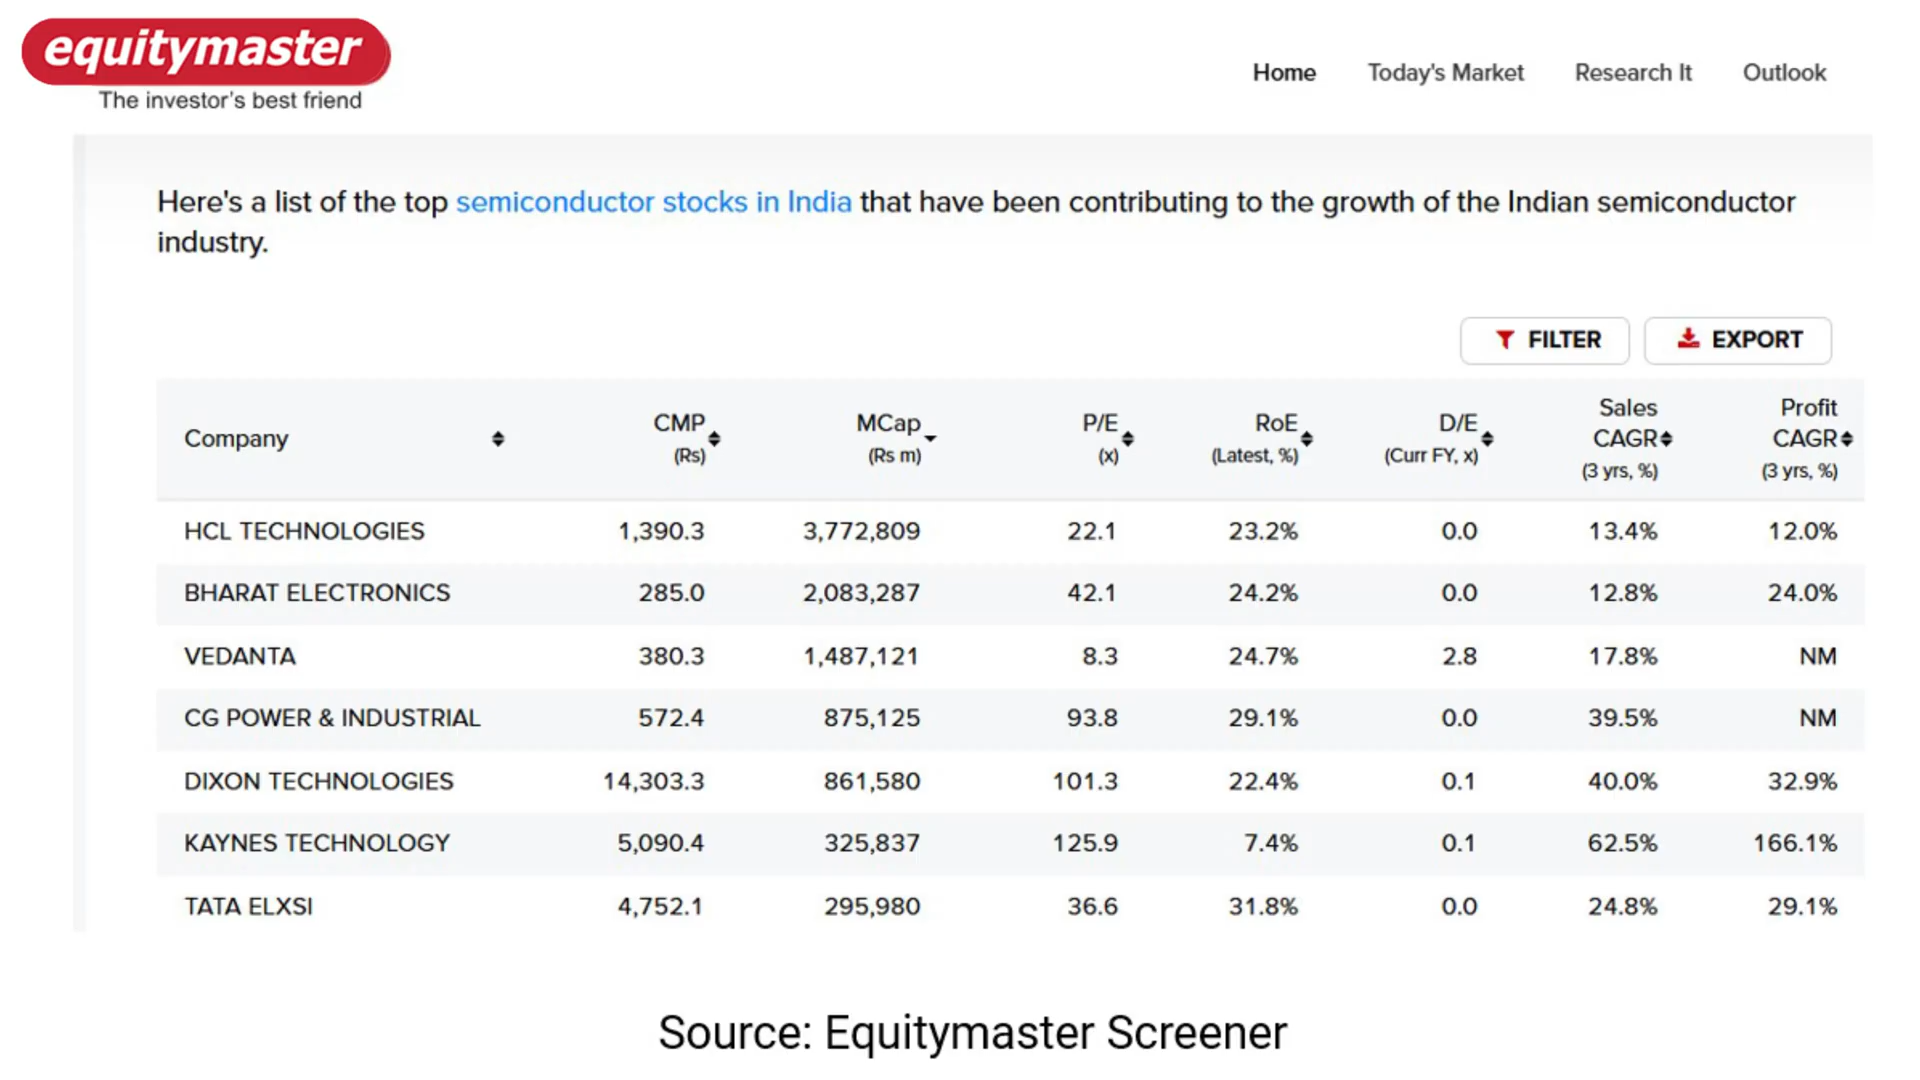 equitymaster
The investor's best friend
Home Today's Market Research It Outlook
Here's a list of the top semiconductor stocks in India that have been contributing to the growth of the Indian semiconductor
industry.
FILTER EXPORT
Company CMP (Rs) MCap (Rs m) P/E (x) RoE (Latest, %) D/E (Curr FY, x) Sales CAGR (3 yrs, %) Profit CAGR (3 yrs, %)
HCL TECHNOLOGIES 1,390.3 3,772,809 22.1 23.2% 0.0 13.4% 12.0%
BHARAT ELECTRONICS 285.0 2,083,287 42.1 24.2% 0.0 12.8% 24.0%
VEDANTA 380.3 1,487,121 8.3 24.7% 2.8 17.8% NM
CG POWER & INDUSTRIAL 572.4 875,125 93.8 29.1% 0.0 39.5% NM
DIXON TECHNOLOGIES 14,303.3 861,580 101.3 22.4% 0.1 40.0% 32.9%
KAYNES TECHNOLOGY 5,090.4 325,837 125.9 7.4% 0.1 62.5% 166.1%
TATA ELXSI 4,752.1 295,980 36.6 31.8% 0.0 24.8% 29.1%
Source: Equitymaster Screener